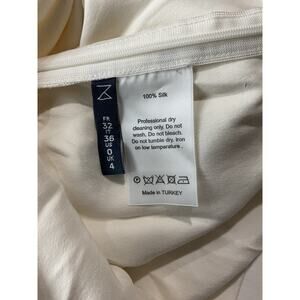 FR
32
IT
36
US
0
UK
4
100% Silk
Professional dry
cleaning only. Do not
wash. Do not bleach.
Do not tumble dry. Iron
on low temperature.
Made in TURKEY